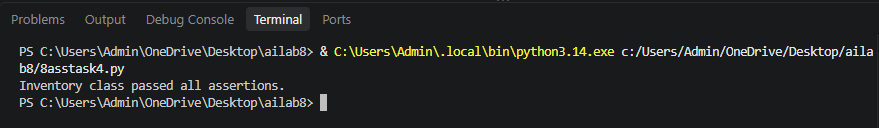 Problems Output Debug Console Terminal Ports
PS C:\Users\Admin\OneDrive\Desktop\ailab8> & C:\Users\Admin\.local\bin\python3.14.exe c:/Users/Admin/OneDrive/Desktop/aila
b8/8asstask4.py
Inventory class passed all assertions.
PS C:\Users\Admin\OneDrive\Desktop\ailab8>